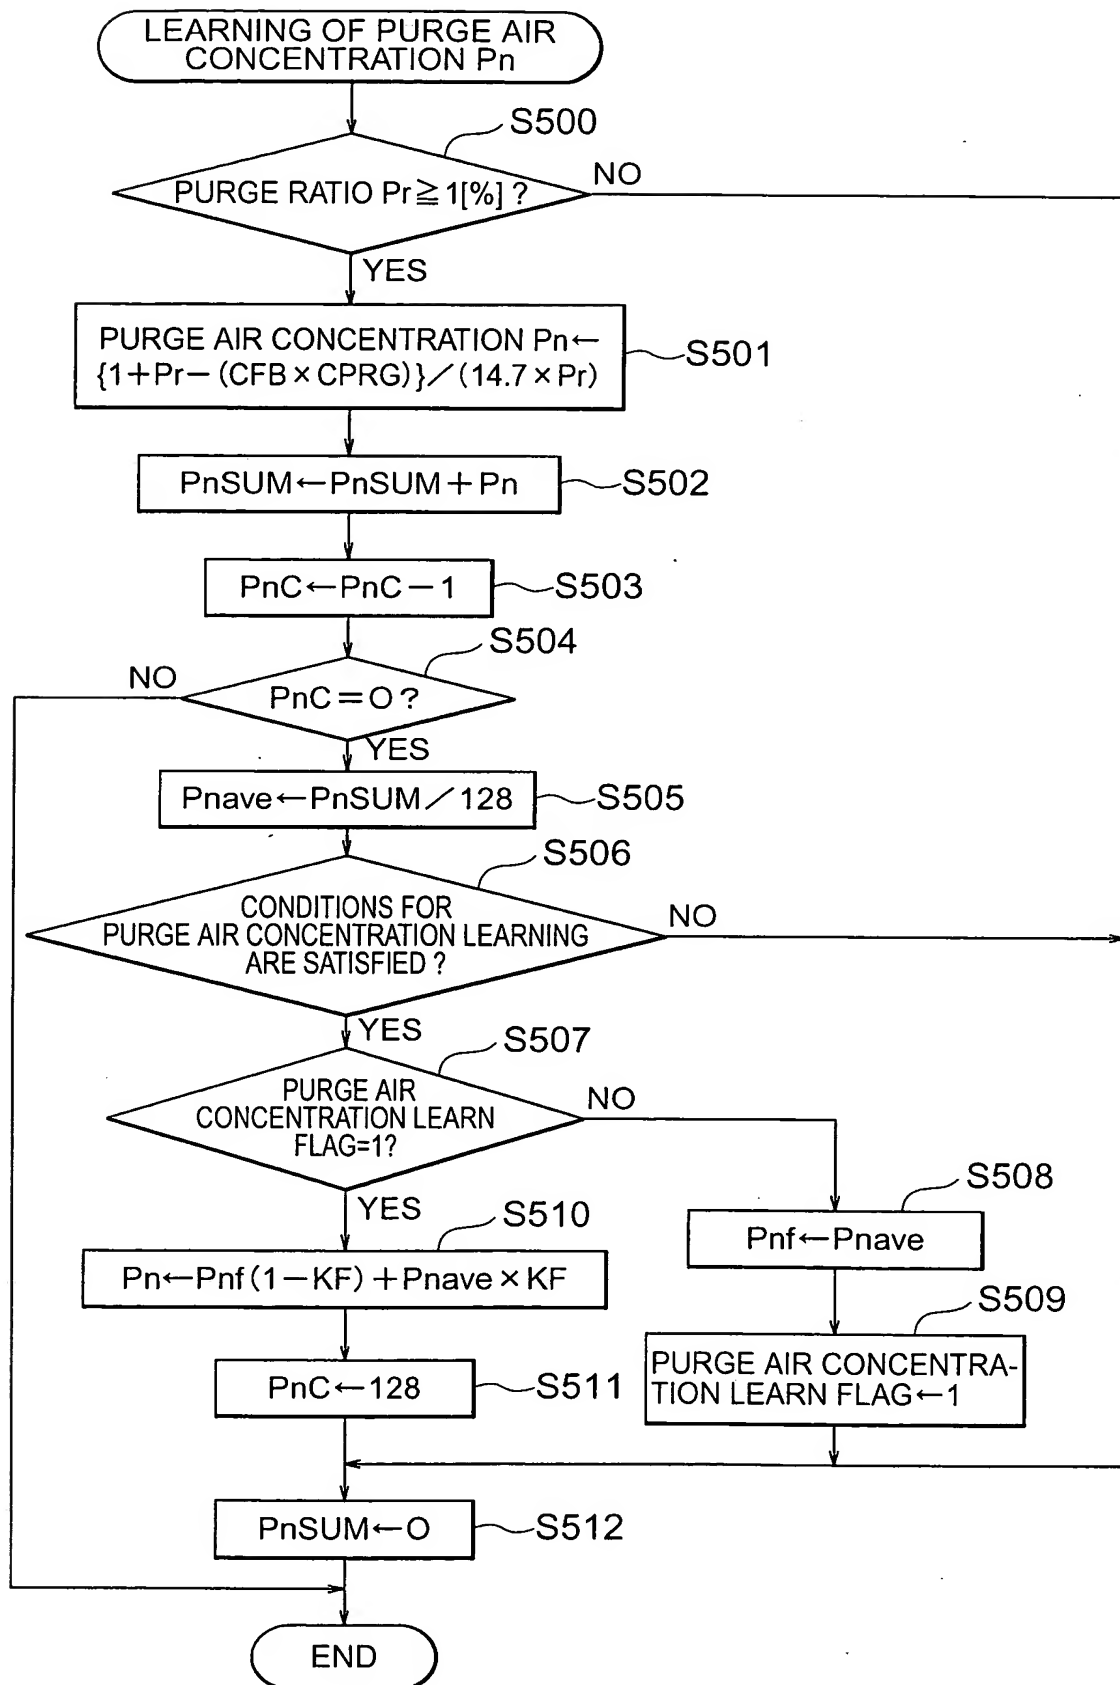 LEARNING OF PURGE AIR
CONCENTRATION Pn
S500
PURGE RATIO Pr≧1[%]?
NO
YES
PURGE AIR CONCENTRATION Pn←
{1+Pr−(CFB×CPRG)}/(14.7×Pr)
S501
PnSUM←PnSUM+Pn
S502
PnC←PnC−1
S503
S504
NO
PnC=O?
YES
Pnave←PnSUM/128
S505
S506
CONDITIONS FOR
PURGE AIR CONCENTRATION LEARNING
ARE SATISFIED?
NO
YES
S507
PURGE AIR
CONCENTRATION LEARN
FLAG=1?
NO
YES
S508
Pnf←Pnave
S510
Pn←Pnf(1−KF)+Pnave×KF
S509
PURGE AIR CONCENTRA-
TION LEARN FLAG←1
PnC←128
S511
PnSUM←O
S512
END